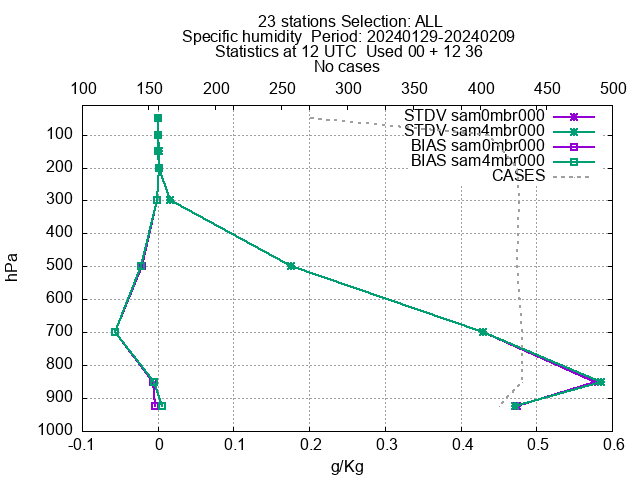 23 stations Selection: ALL
Specific humidity  Period: 20240129-20240209
Statistics at 12 UTC  Used 00 + 12 36
No cases
100 150 200 250 300 350 400 450 500
STDV sam0mbr000
STDV sam4mbr000
BIAS sam0mbr000
BIAS sam4mbr000
CASES
100
200
300
400
500
600
700
800
900
1000
hPa
-0.1 0 0.1 0.2 0.3 0.4 0.5 0.6
g/Kg